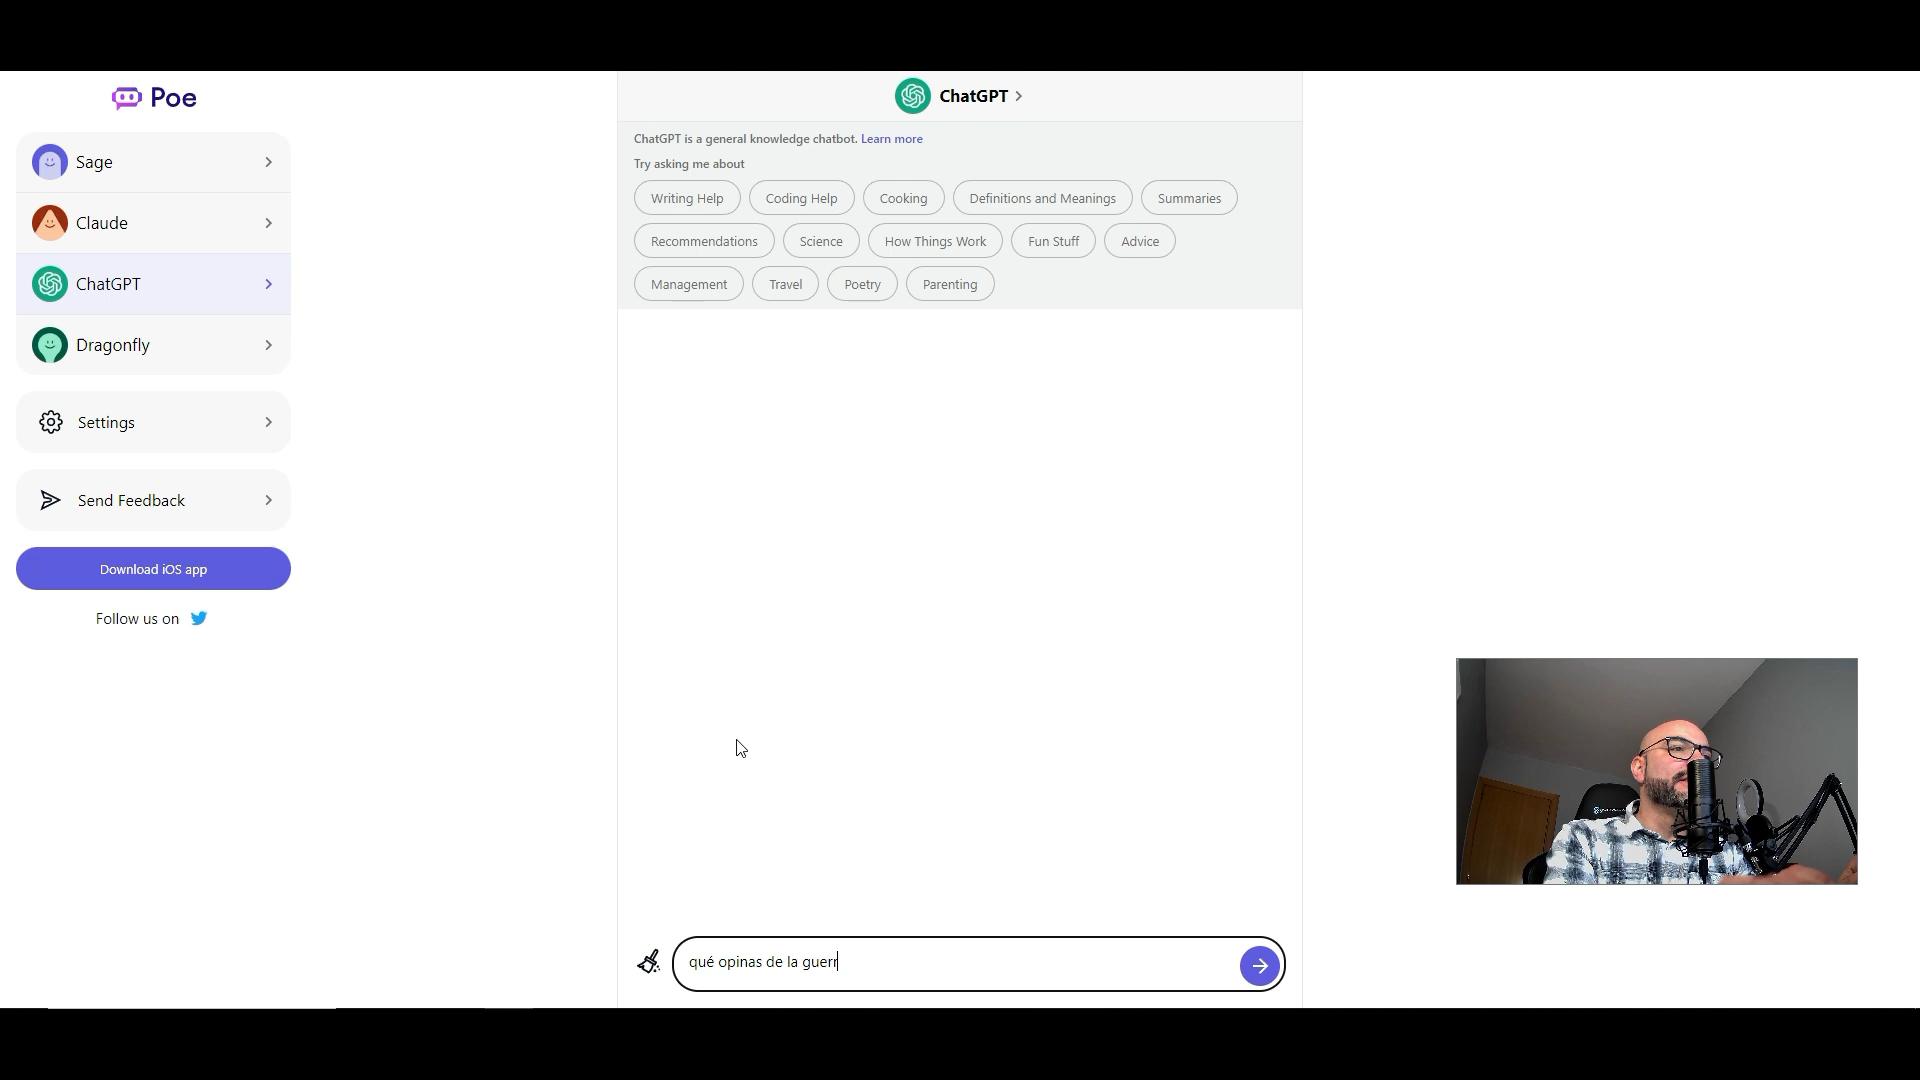 Poe
Sage
Claude
ChatGPT
Dragonfly
Settings
Send Feedback
Download iOS app
Follow us on
ChatGPT
ChatGPT is a general knowledge chatbot. Learn more
Try asking me about
Writing Help Coding Help Cooking Definitions and Meanings Summaries
Recommendations Science How Things Work Fun Stuff Advice
Management Travel Poetry Parenting
qué opinas de la guerr